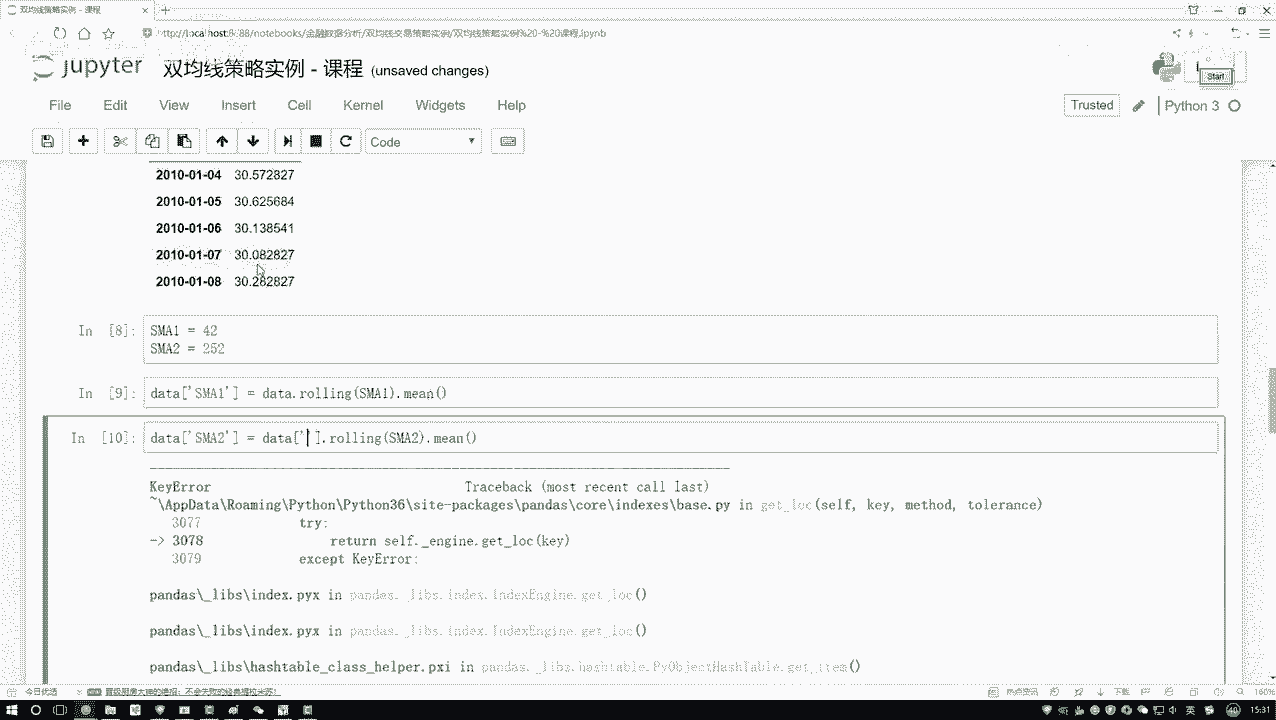 双均线策略实例 - 课程
localhost:8888/notebooks/金融数据分析/双均线交易策略实例/双均线策略实例%20-%20课程.ipynb
jupyter 双均线策略实例 - 课程 (unsaved changes)
Start
File Edit View Insert Cell Kernel Widgets Help
Trusted Python 3
Code
2010-01-04 30.572827
2010-01-05 30.625684
2010-01-06 30.138541
2010-01-07 30.082827
2010-01-08 30.282827
In [8]: SMA1 = 42
SMA2 = 252
In [9]: data['SMA1'] = data.rolling(SMA1).mean()
In [10]: data['SMA2'] = data[''].rolling(SMA2).mean()
KeyError Traceback (most recent call last)
~\AppData\Roaming\Python\Python36\site-packages\pandas\core\indexes\base.py in get_loc(self, key, method, tolerance)
3077 try:
-> 3078 return self._engine.get_loc(key)
3079 except KeyError:
pandas\_libs\index.pyx in pandas._libs.index.IndexEngine.get_loc()
pandas\_libs\index.pyx in pandas._libs.index.IndexEngine.get_loc()
pandas\_libs\hashtable_class_helper.pxi in pandas._libs.hashtable.PyObjectHashTable.get_item()
今日优选
热点资讯 下载 160%
英 15:31